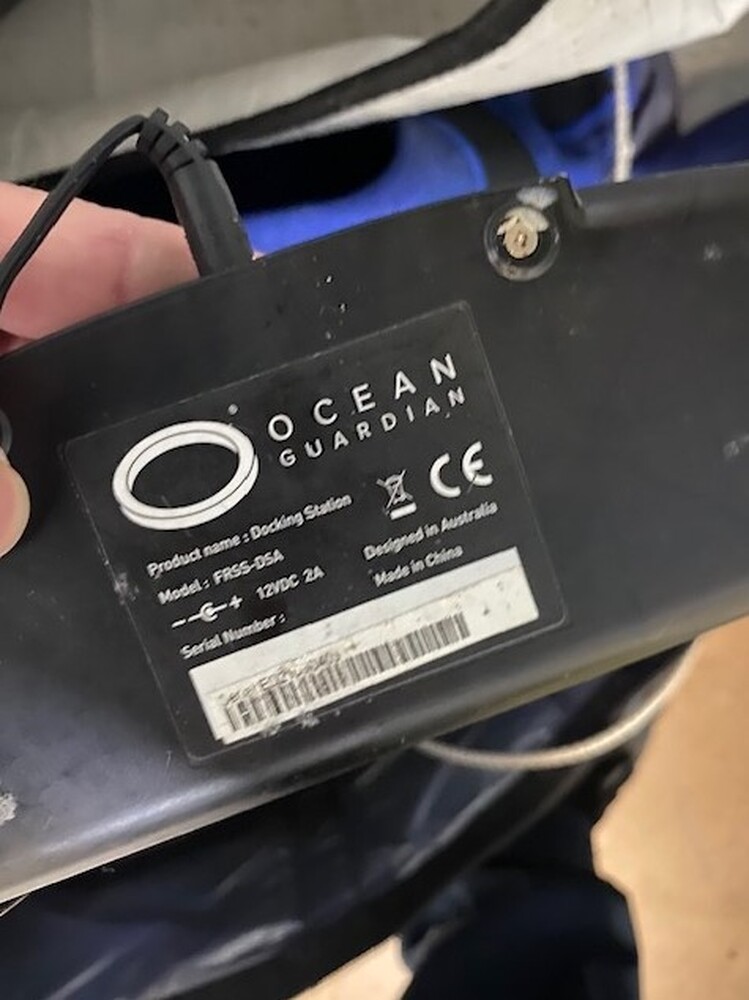 OCEAN
GUARDIAN
CE
Product name : Docking Station
Model : FRSS-DSA
12VDC 2A
Serial Number :
Designed in Australia
Made in China